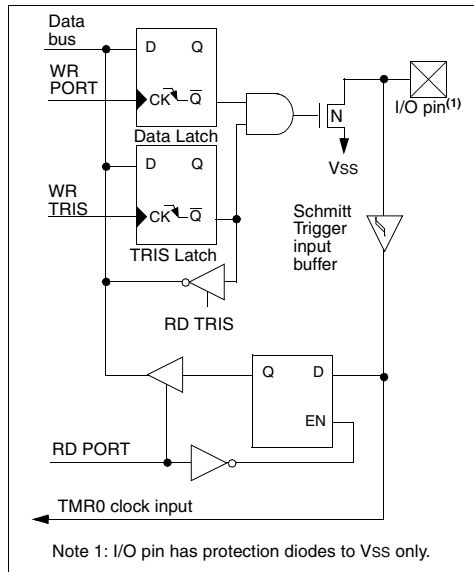 Data
bus
D Q
WR
PORT
CK Q
N
I/O pin(1)
Data Latch
VSS
D Q
WR
TRIS
CK Q
Schmitt
Trigger
input
buffer
TRIS Latch
RD TRIS
Q D
EN
RD PORT
TMR0 clock input
Note 1: I/O pin has protection diodes to VSS only.